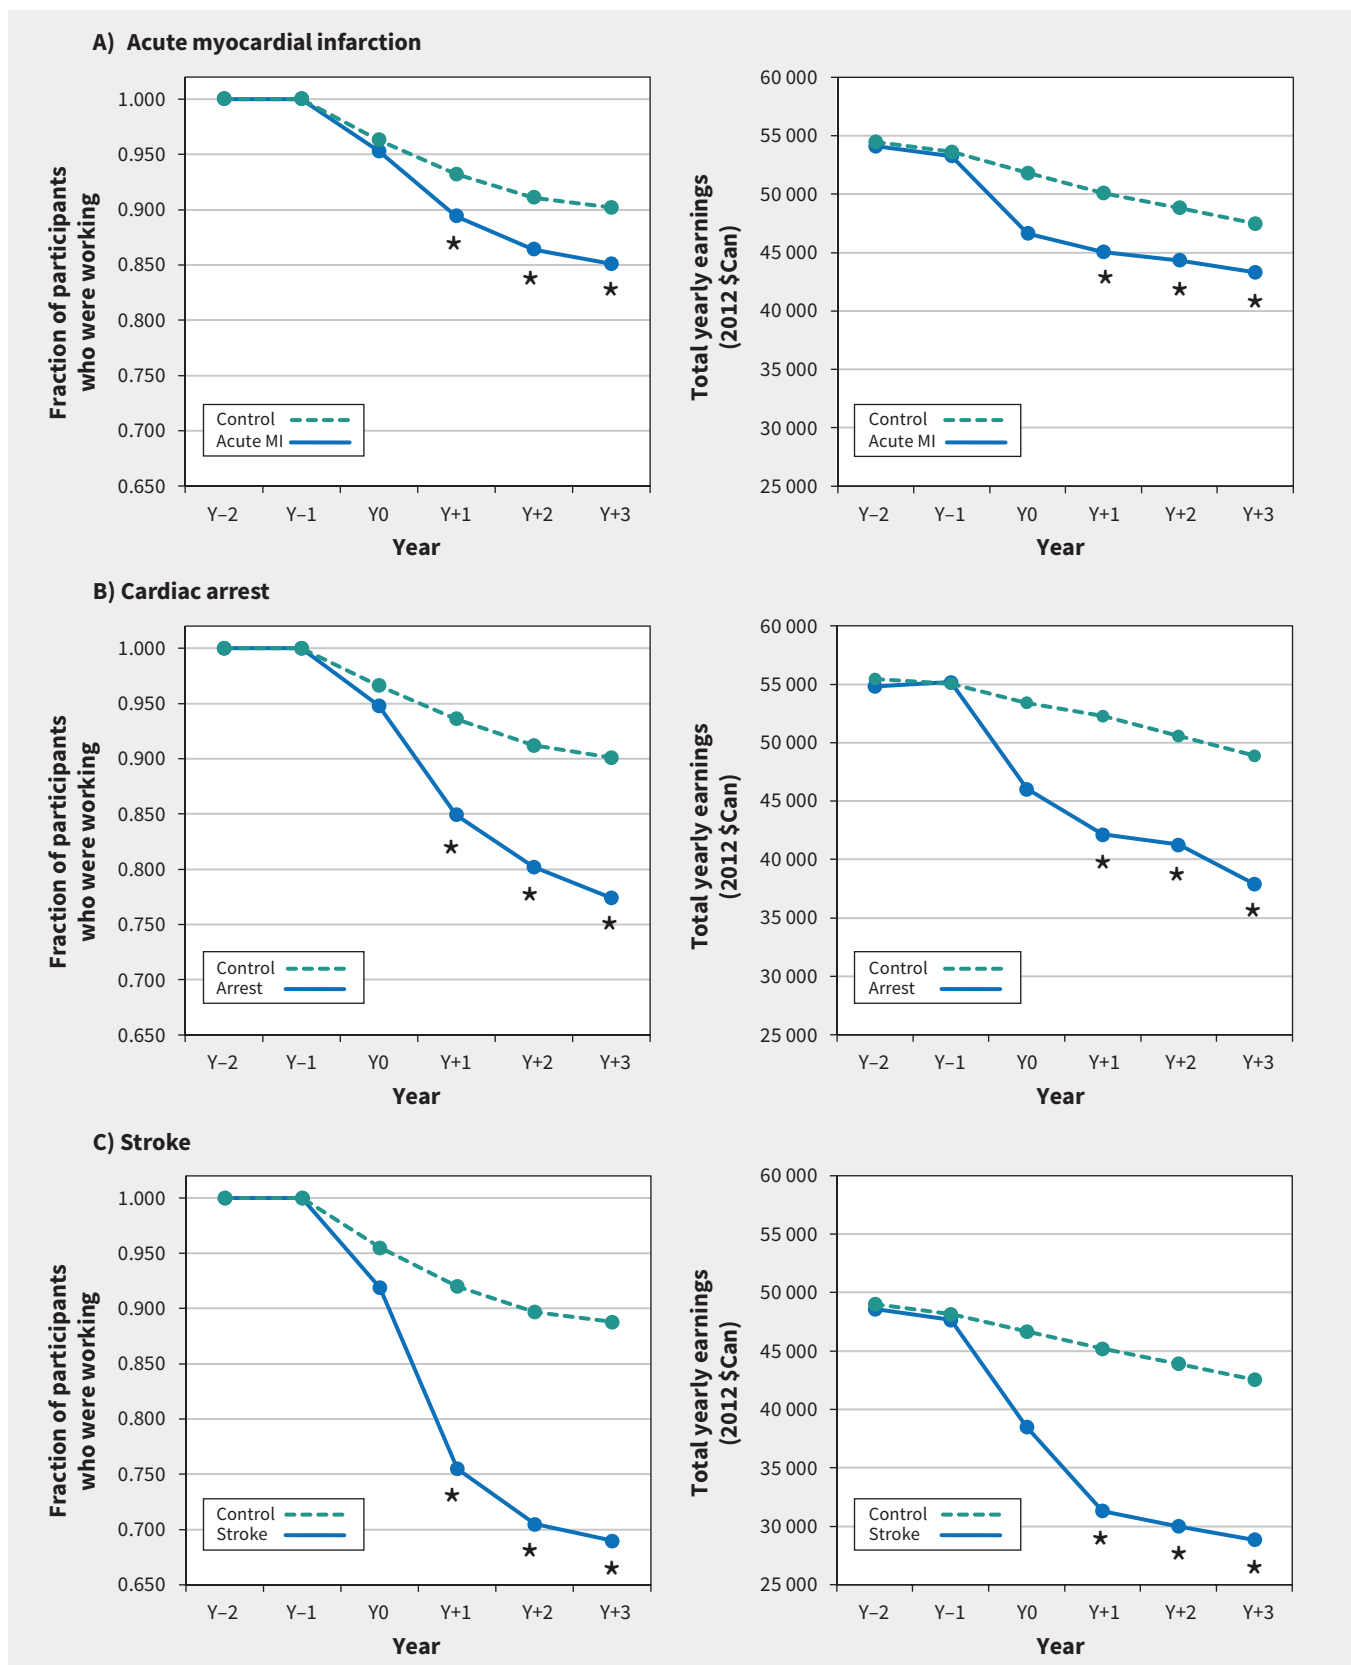 A) Acute myocardial infarction
Fraction of participants
who were working
1.000
0.950
0.900
0.850
0.800
0.750
0.700
0.650
*
*
*
Control
Acute MI
Y–2 Y–1 Y0 Y+1 Y+2 Y+3
Year
Total yearly earnings
(2012 $Can)
60 000
55 000
50 000
45 000
40 000
35 000
30 000
25 000
*
*
*
Control
Acute MI
Y–2 Y–1 Y0 Y+1 Y+2 Y+3
Year
B) Cardiac arrest
Fraction of participants
who were working
1.000
0.950
0.900
0.850
0.800
0.750
0.700
0.650
*
*
*
Control
Arrest
Y–2 Y–1 Y0 Y+1 Y+2 Y+3
Year
Total yearly earnings
(2012 $Can)
60 000
55 000
50 000
45 000
40 000
35 000
30 000
25 000
*
*
*
Control
Arrest
Y–2 Y–1 Y0 Y+1 Y+2 Y+3
Year
C) Stroke
Fraction of participants
who were working
1.000
0.950
0.900
0.850
0.800
0.750
0.700
0.650
*
*
*
Control
Stroke
Y–2 Y–1 Y0 Y+1 Y+2 Y+3
Year
Total yearly earnings
(2012 $Can)
60 000
55 000
50 000
45 000
40 000
35 000
30 000
25 000
*
*
*
Control
Stroke
Y–2 Y–1 Y0 Y+1 Y+2 Y+3
Year